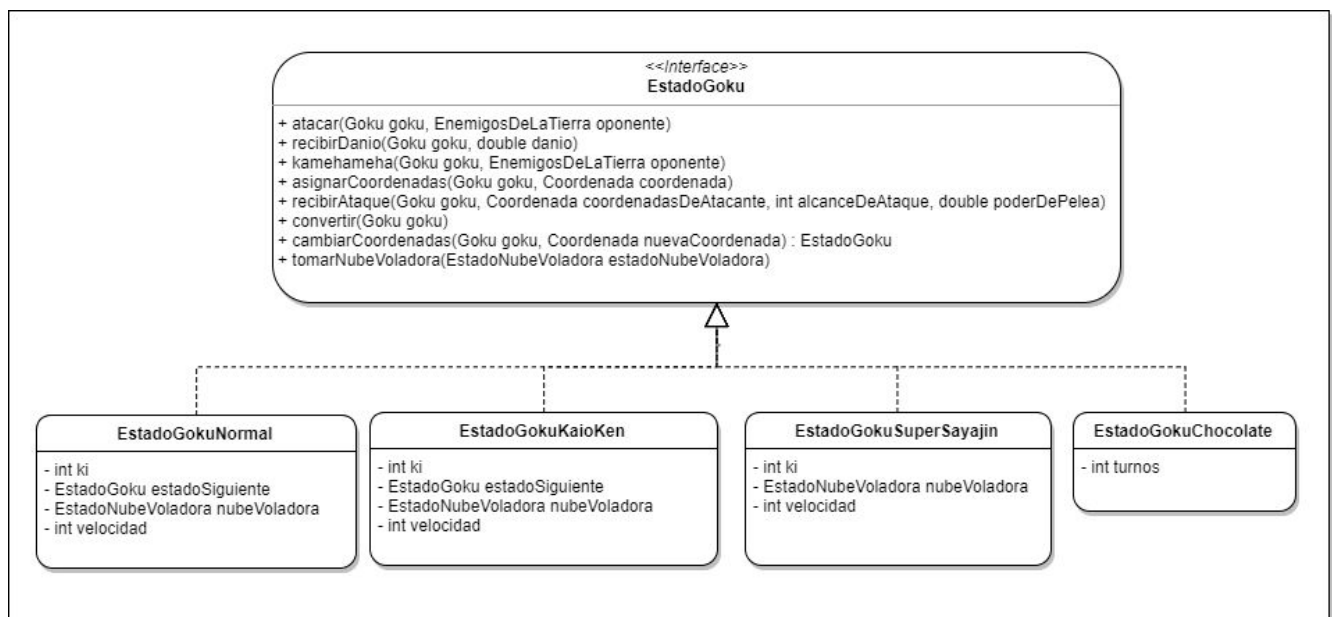 <<Interface>>
EstadoGoku
+ atacar(Goku goku, EnemigosDeLaTierra oponente)
+ recibirDanio(Goku goku, double danio)
+ kamehameha(Goku goku, EnemigosDeLaTierra oponente)
+ asignarCoordenadas(Goku goku, Coordenada coordenada)
+ recibirAtaque(Goku goku, Coordenada coordenadasDeAtacante, int alcanceDeAtaque, double poderDePelea)
+ convertir(Goku goku)
+ cambiarCoordenadas(Goku goku, Coordenada nuevaCoordenada) : EstadoGoku
+ tomarNubeVoladora(EstadoNubeVoladora estadoNubeVoladora)
EstadoGokuNormal
- int ki
- EstadoGoku estadoSiguiente
- EstadoNubeVoladora nubeVoladora
- int velocidad
EstadoGokuKaioKen
- int ki
- EstadoGoku estadoSiguiente
- EstadoNubeVoladora nubeVoladora
- int velocidad
EstadoGokuSuperSayajin
- int ki
- EstadoNubeVoladora nubeVoladora
- int velocidad
EstadoGokuChocolate
- int turnos